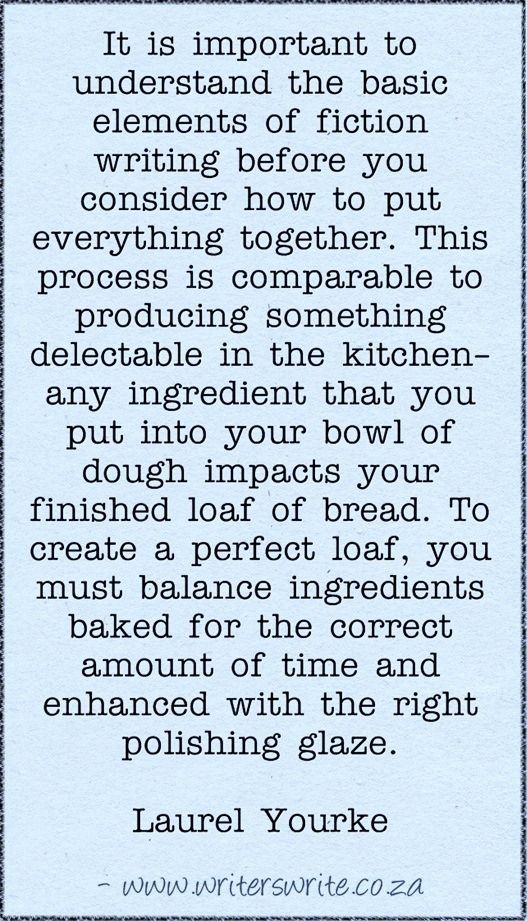 It is important to
understand the basic
elements of fiction
writing before you
consider how to put
everything together. This
process is comparable to
producing something
delectable in the kitchen–
any ingredient that you
put into your bowl of
dough impacts your
finished loaf of bread. To
create a perfect loaf, you
must balance ingredients
baked for the correct
amount of time and
enhanced with the right
polishing glaze.
Laurel Yourke
- www.writerswrite.co.za